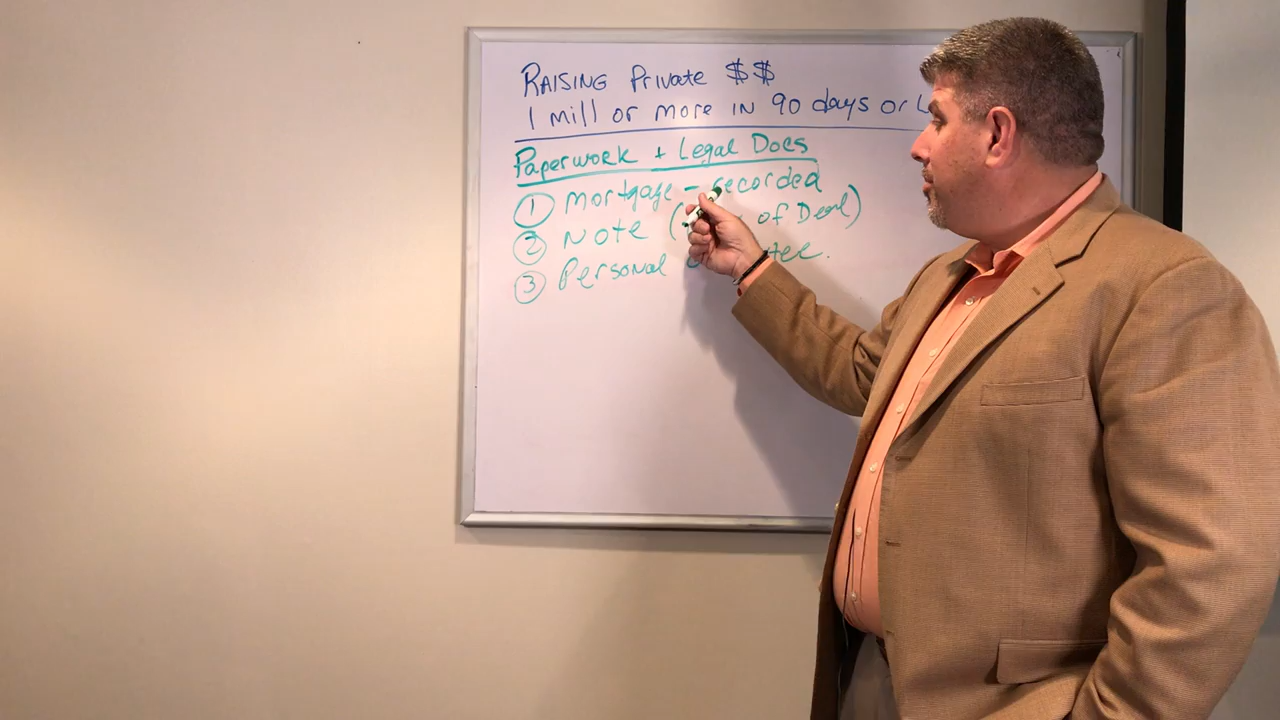 RAISING Private $$
1 mill or more in 90 days or
Paperwork + Legal Docs
① Mortgage - recorded
② Note ( of Deal)
③ Personal